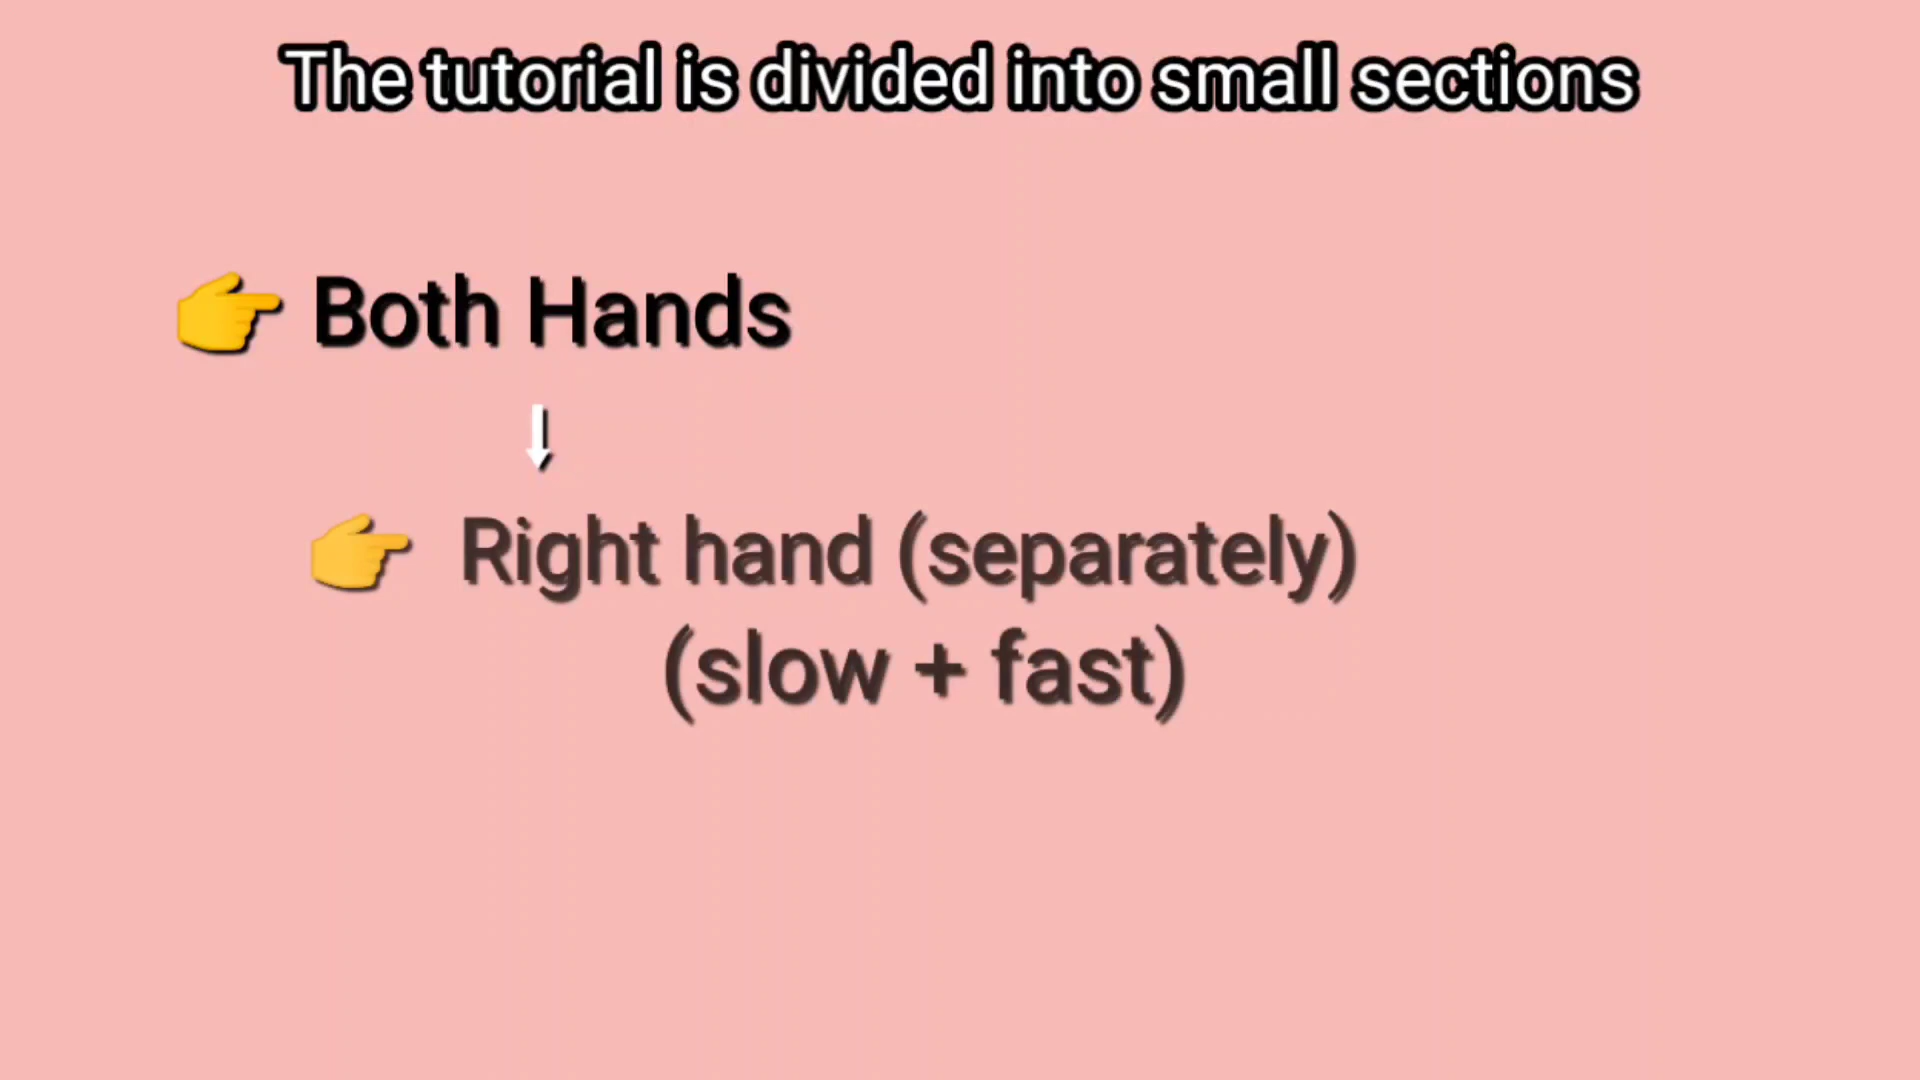 The tutorial is divided into small sections
👉 Both Hands
⬇
👉 Right hand (separately)
(slow + fast)